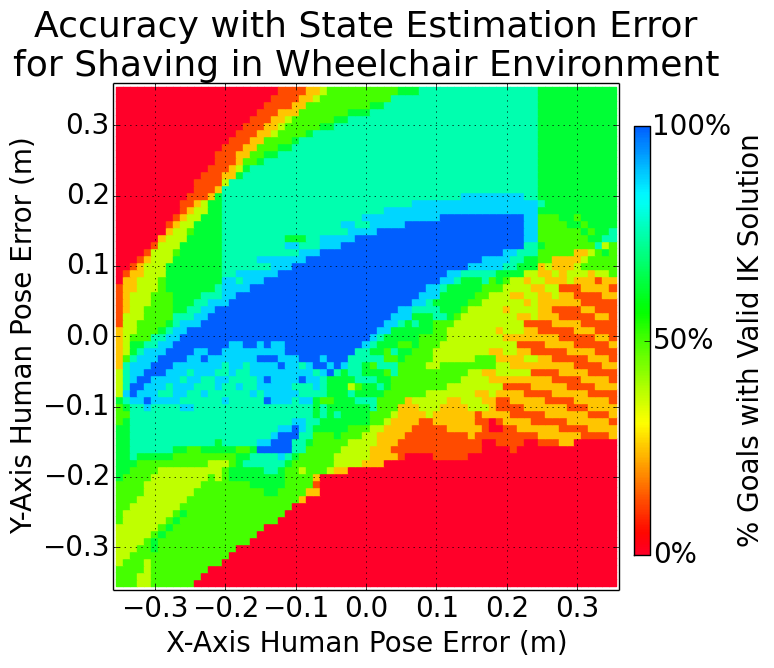 Accuracy with State Estimation Error
for Shaving in Wheelchair Environment
Y-Axis Human Pose Error (m)
0.3
0.2
0.1
0.0
−0.1
−0.2
−0.3
−0.3 −0.2 −0.1 0.0 0.1 0.2 0.3
X-Axis Human Pose Error (m)
100%
50%
0%
% Goals with Valid IK Solution